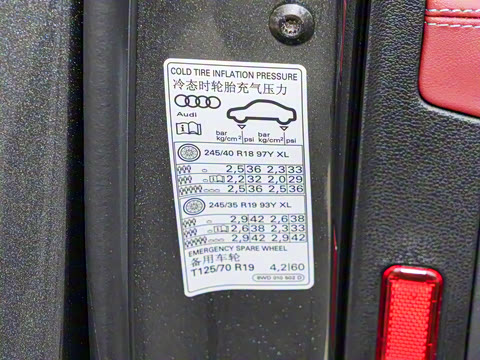 COLD TIRE INFLATION PRESSURE
冷态时轮胎充气压力
Audi
bar kg/cm² psi bar kg/cm² psi
245/40 R18 97Y XL
2,5 36 2,3 33
2,2 32 2,0 29
2,5 36 2,5 36
245/35 R19 93Y XL
2,9 42 2,6 38
2,6 38 2,3 33
2,9 42 2,9 42
EMERGENCY SPARE WHEEL
备用车轮
T125/70 R19 4,2 60